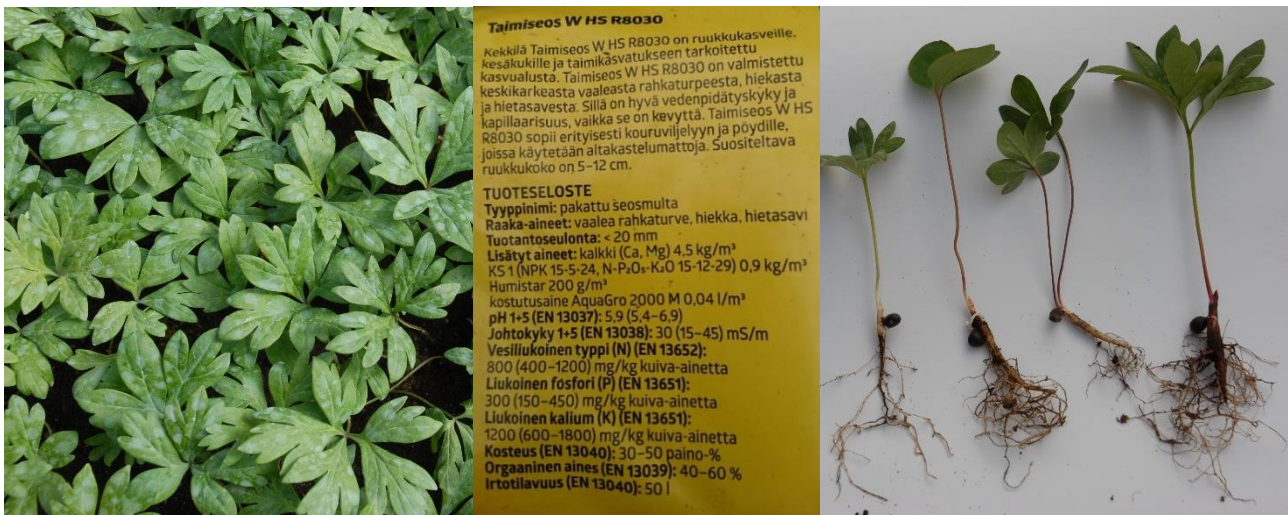 Taimiseos W HS R8030
Kekkilä Taimiseos W HS R8030 on ruukkukasveille,
kesäkukille ja taimikasvatukseen tarkoitettu
kasvualusta. Taimiseos W HS R8030 on valmistettu
keskikarkeasta vaaleasta rahkaturpeesta, hiekasta
ja hietasavesta. Sillä on hyvä vedenpidätyskyky ja
kapillaarisuus, vaikka se on kevyttä. Taimiseos W HS
R8030 sopii erityisesti kouruviljelyyn ja pöydille,
joissa käytetään altakastelumattoja. Suositeltava
ruukkukoko on 5–12 cm.
TUOTESELOSTE
Tyyppinimi: pakattu seosmulta
Raaka-aineet: vaalea rahkaturve, hiekka, hietasavi
Tuotantoseulonta: < 20 mm
Lisätyt aineet: kalkki (Ca, Mg) 4,5 kg/m³
KS 1 (NPK 15-5-24, N-P₂O₅-K₂O 15-12-29) 0,9 kg/m³
Humistar 200 g/m³
kostutusaine AquaGro 2000 M 0,04 l/m³
pH 1+5 (EN 13037): 5,9 (5,4–6,9)
Johtokyky 1+5 (EN 13038): 30 (15–45) mS/m
Vesiliukoinen typpi (N) (EN 13652):
800 (400–1200) mg/kg kuiva-ainetta
Liukoinen fosfori (P) (EN 13651):
300 (150–450) mg/kg kuiva-ainetta
Liukoinen kalium (K) (EN 13651):
1200 (600–1800) mg/kg kuiva-ainetta
Kosteus (EN 13040): 30–50 paino-%
Orgaaninen aines (EN 13039): 40–60 %
Irtotilavuus (EN 13040): 50 l